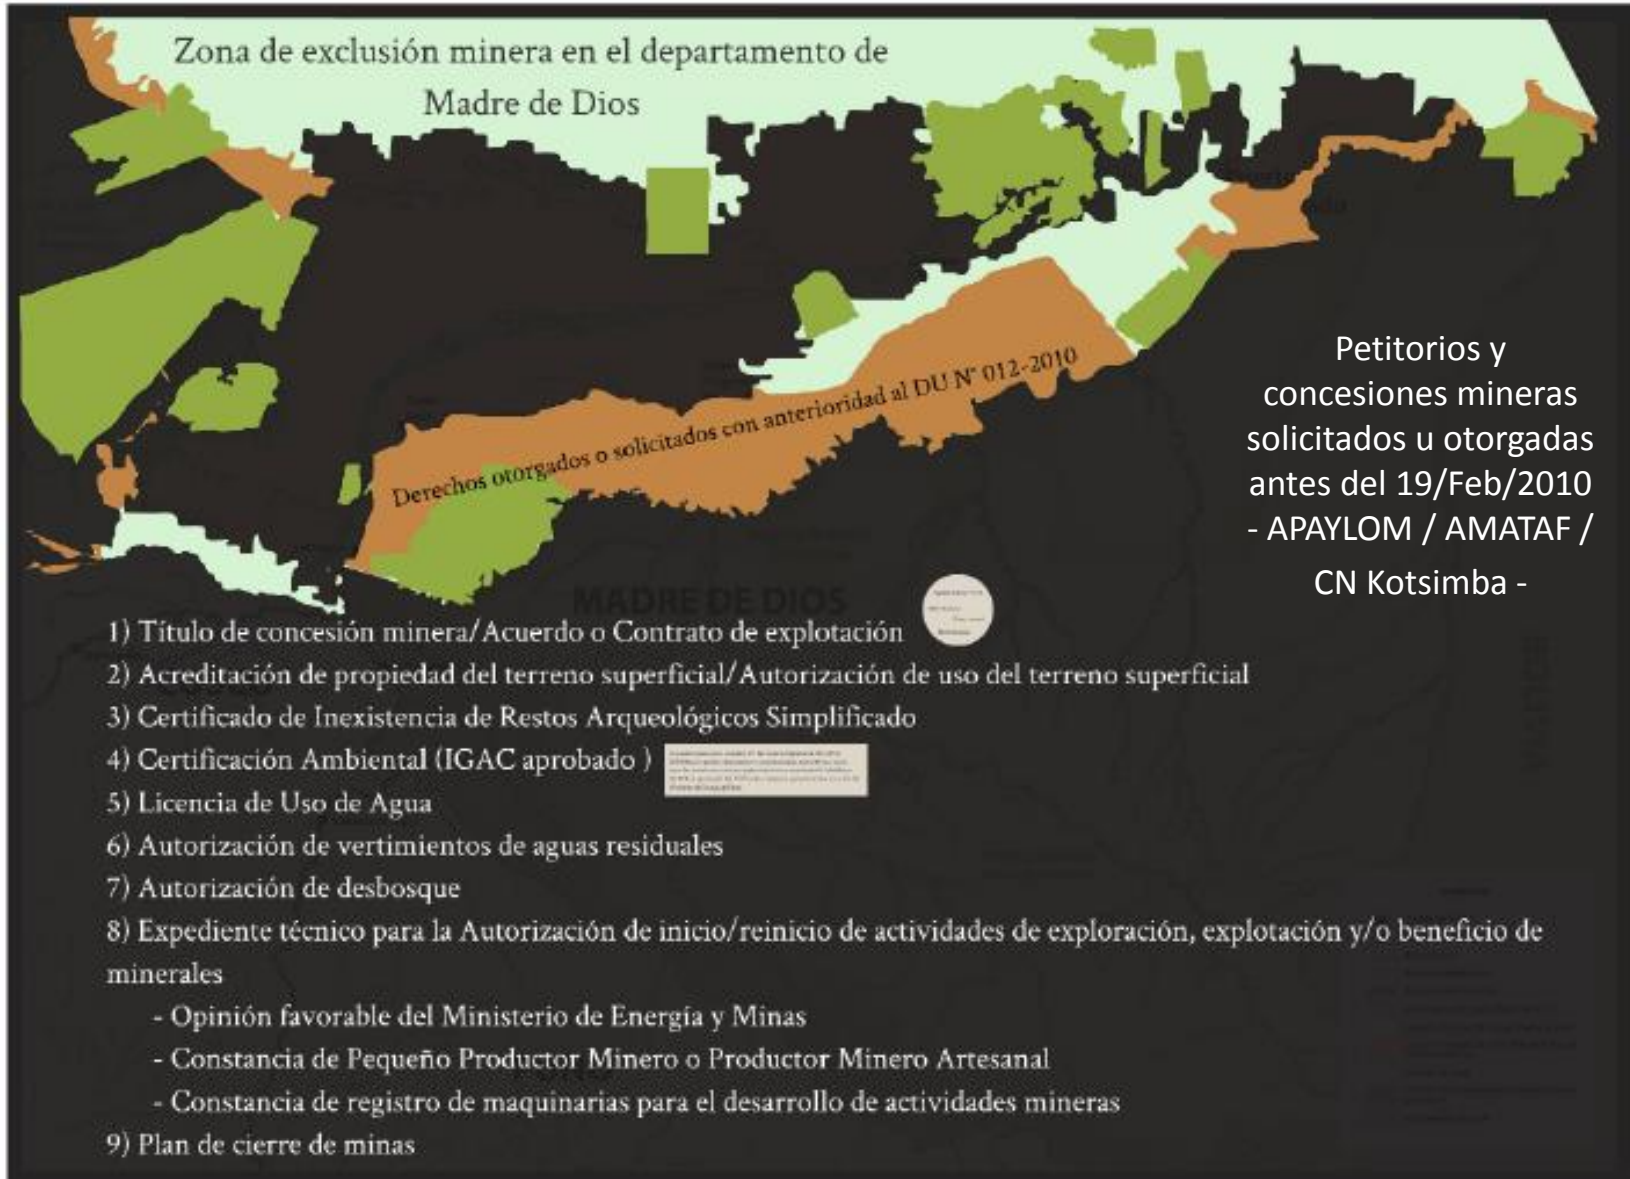 Zona de exclusión minera en el departamento de
Madre de Dios
Derechos otorgados o solicitados con anterioridad al DU N° 012-2010
Petitorios y
concesiones mineras
solicitados u otorgadas
antes del 19/Feb/2010
- APAYLOM / AMATAF /
CN Kotsimba -
MADRE DE DIOS
1) Título de concesión minera/Acuerdo o Contrato de explotación
CUSCO
2) Acreditación de propiedad del terreno superficial/Autorización de uso del terreno superficial
3) Certificado de Inexistencia de Restos Arqueológicos Simplificado
4) Certificación Ambiental (IGAC aprobado )
5) Licencia de Uso de Agua
6) Autorización de vertimientos de aguas residuales
7) Autorización de desbosque
8) Expediente técnico para la Autorización de inicio/reinicio de actividades de exploración, explotación y/o beneficio de
minerales
- Opinión favorable del Ministerio de Energía y Minas
- Constancia de Pequeño Productor Minero o Productor Minero Artesanal
- Constancia de registro de maquinarias para el desarrollo de actividades mineras
9) Plan de cierre de minas